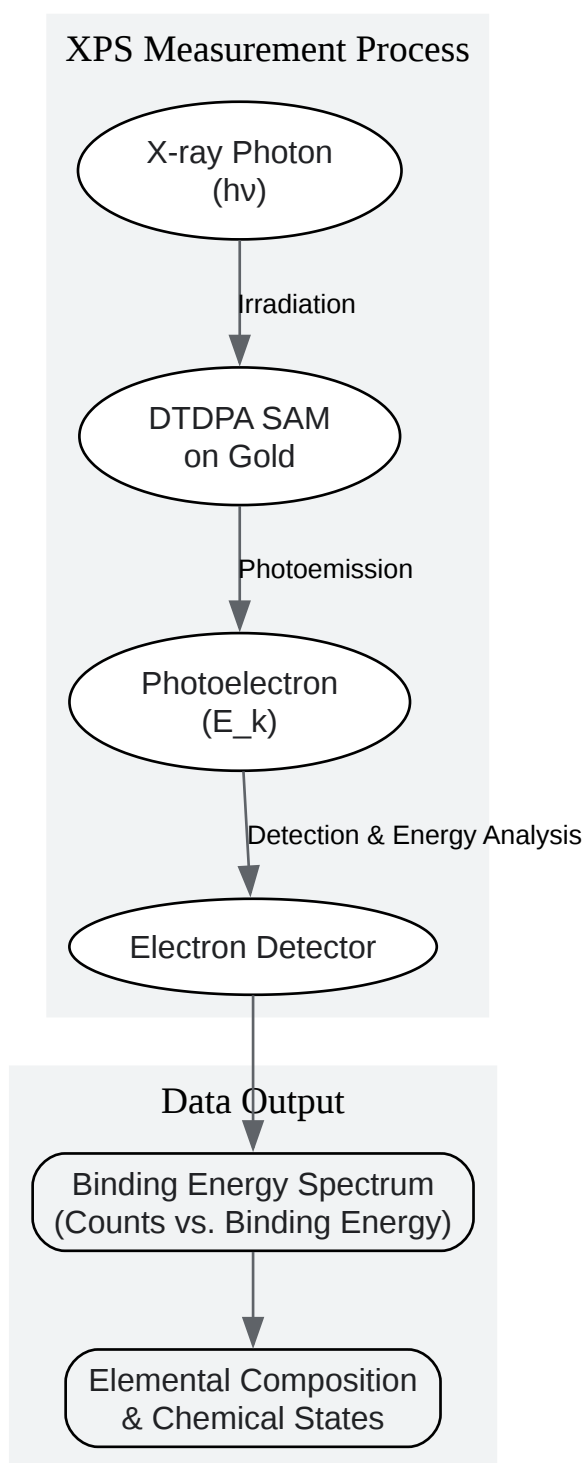 XPS Measurement Process
X-ray Photon
(hν)
Irradiation
DTDPA SAM
on Gold
Photoemission
Photoelectron
(E_k)
Detection & Energy Analysis
Electron Detector
Data Output
Binding Energy Spectrum
(Counts vs. Binding Energy)
Elemental Composition
& Chemical States